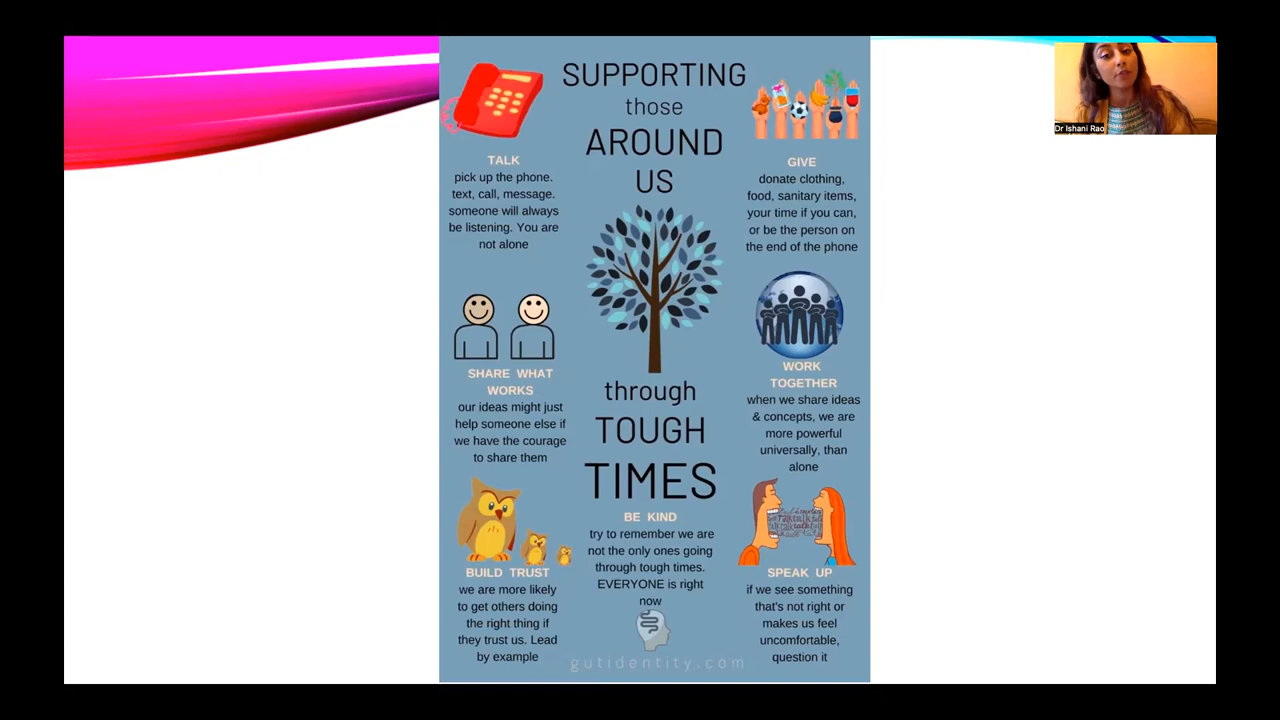 SUPPORTING
those
AROUND
US
through
TOUGH
TIMES
TALK
pick up the phone.
text, call, message.
someone will always
be listening. You are
not alone
GIVE
donate clothing,
food, sanitary items,
your time if you can,
or be the person on
the end of the phone
SHARE WHAT
WORKS
our ideas might just
help someone else if
we have the courage
to share them
WORK
TOGETHER
when we share ideas
& concepts, we are
more powerful
universally, than
alone
BUILD TRUST
we are more likely
to get others doing
the right thing if
they trust us. Lead
by example
BE KIND
try to remember we are
not the only ones going
through tough times.
EVERYONE is right
now
SPEAK UP
if we see something
that's not right or
makes us feel
uncomfortable,
question it
gutidentity.com
Dr Ishani Rao